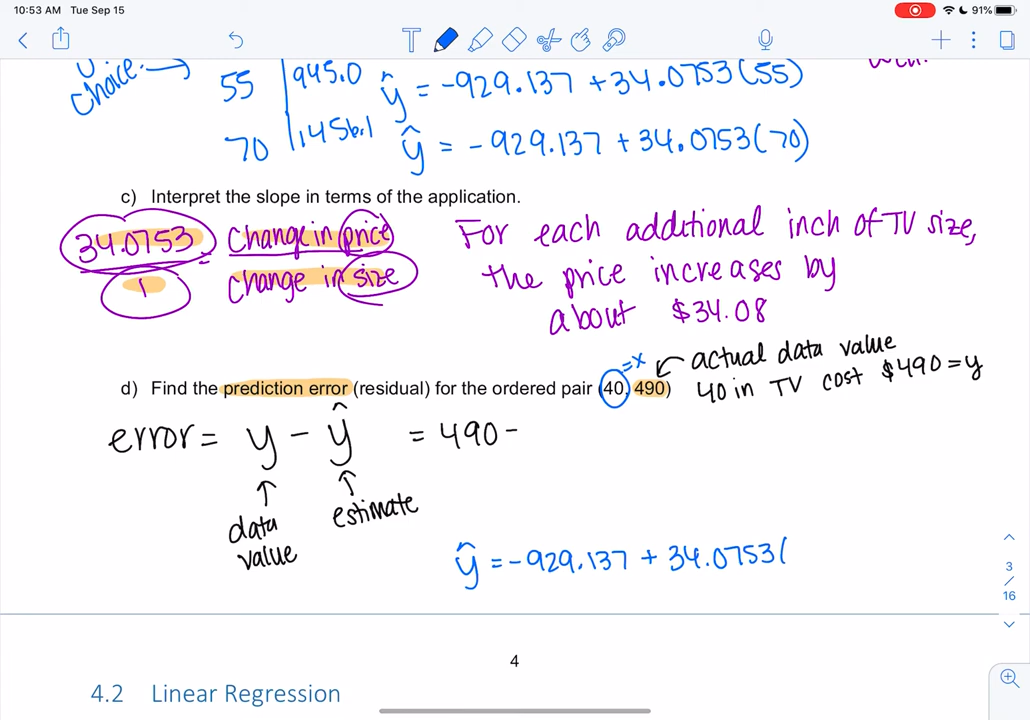 10:53 AM Tue Sep 15
91%
choice.
55 945.0 ŷ = -929.137 + 34.0753(55)
70 1,456.1 ŷ = -929.137 + 34.0753(70)
c) Interpret the slope in terms of the application.
34.0753 Change in price
1 change in size
For each additional inch of TV size,
the price increases by
about $34.08
=x actual data value
d) Find the prediction error (residual) for the ordered pair (40, 490)
40 in TV cost $490 = y
error = y - ŷ = 490 -
data value
estimate
ŷ = -929.137 + 34.0753(
4
3
/
16
4.2 Linear Regression